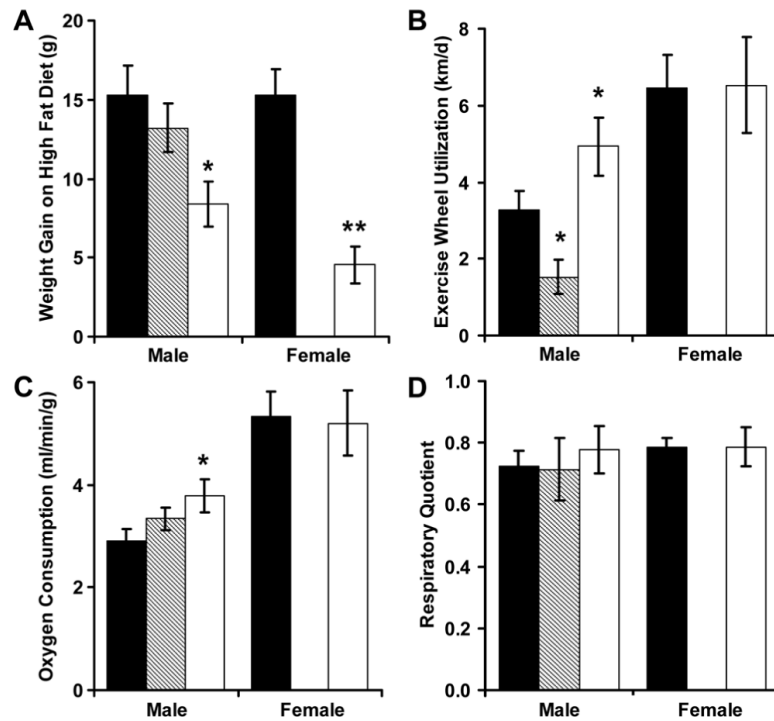 A
Weight Gain on High Fat Diet (g)
20
15
10
5
0
*
**
Male Female
B
Exercise Wheel Utilization (km/d)
8
6
4
2
0
*
*
Male Female
C
Oxygen Consumption (ml/min/g)
6
4
2
0
*
Male Female
D
Respiratory Quotient
1.0
0.8
0.6
0.4
0.2
0.0
Male Female